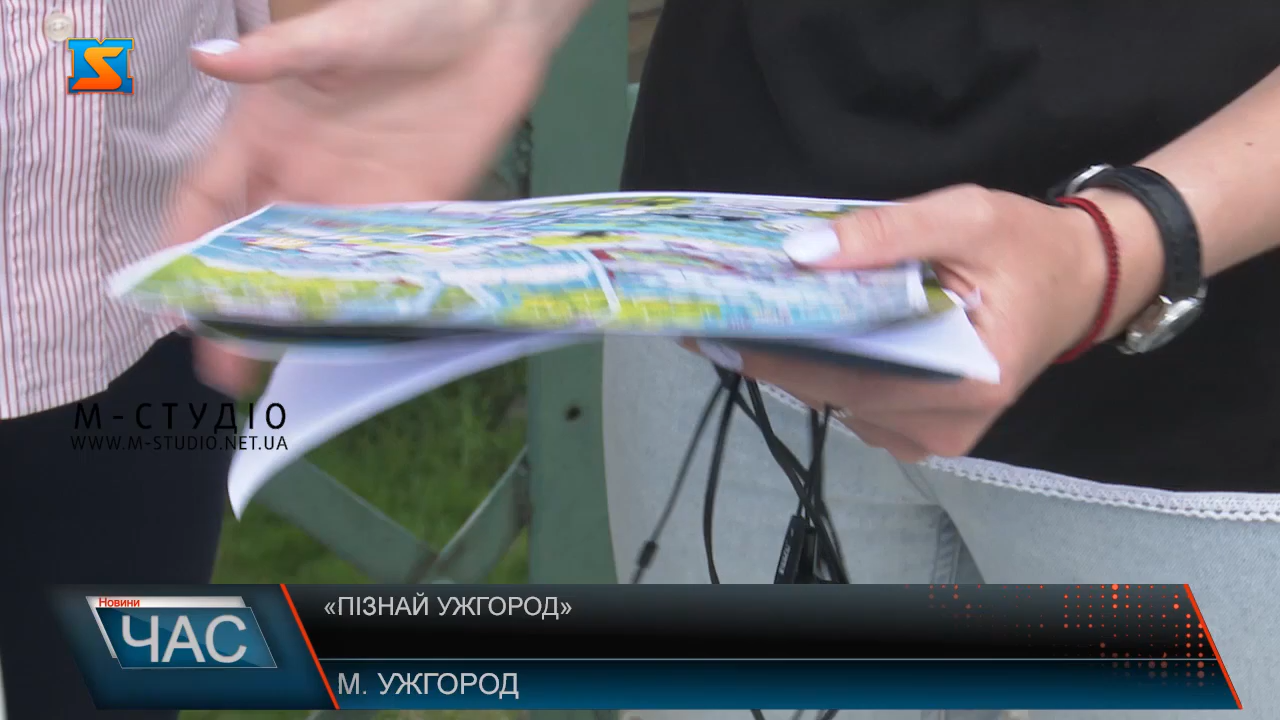 М-СТУДІО
WWW.M-STUDIO.NET.UA
Новини
ЧАС
«ПІЗНАЙ УЖГОРОД»
М. УЖГОРОД